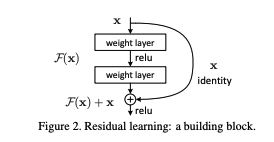 x
weight layer
F(x)
relu
weight layer
x
identity
F(x) + x
relu
Figure 2. Residual learning: a building block.